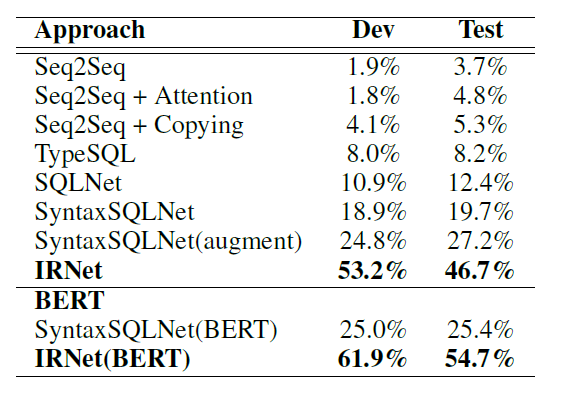 Approach Dev Test
Seq2Seq 1.9% 3.7%
Seq2Seq + Attention 1.8% 4.8%
Seq2Seq + Copying 4.1% 5.3%
TypeSQL 8.0% 8.2%
SQLNet 10.9% 12.4%
SyntaxSQLNet 18.9% 19.7%
SyntaxSQLNet(augment) 24.8% 27.2%
IRNet 53.2% 46.7%
BERT
SyntaxSQLNet(BERT) 25.0% 25.4%
IRNet(BERT) 61.9% 54.7%